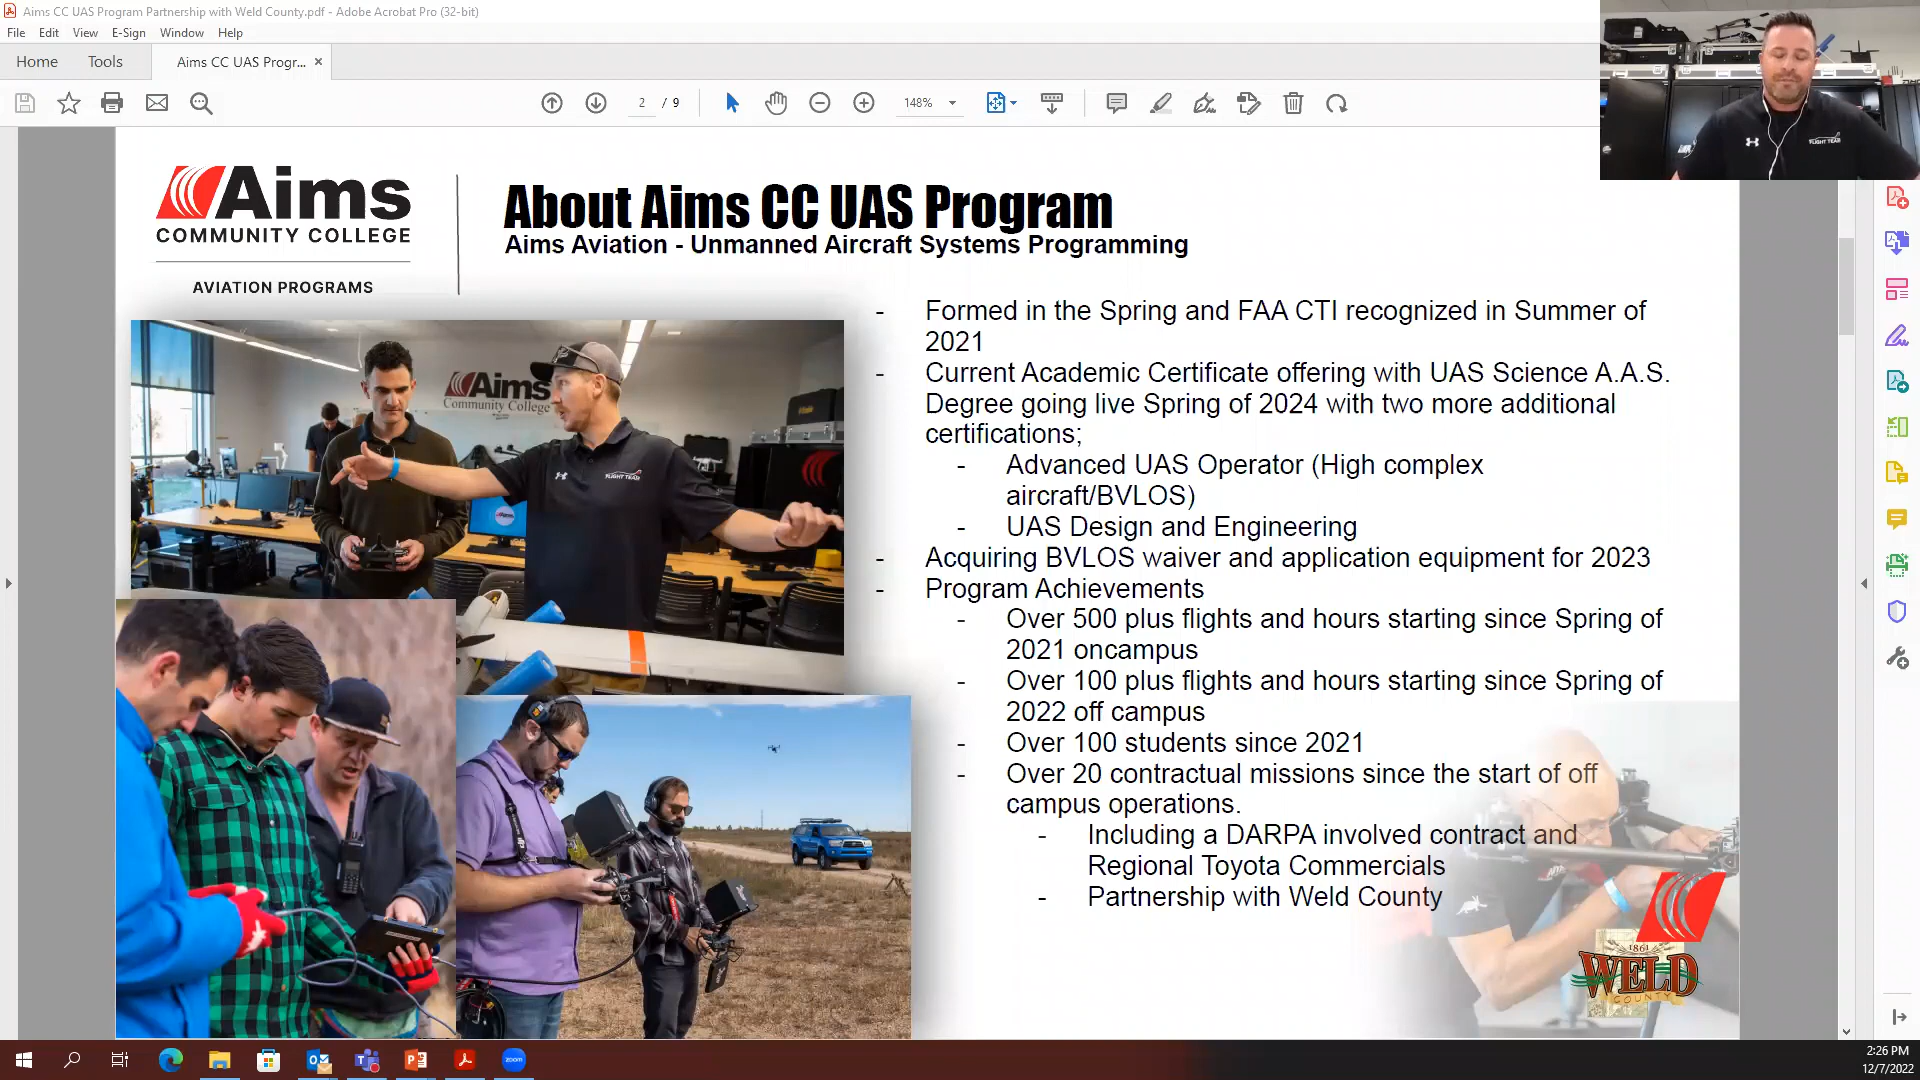 Aims CC UAS Program Partnership with Weld County.pdf - Adobe Acrobat Pro (32-bit)
File Edit View E-Sign Window Help
Home Tools Aims CC UAS Progr... ×
2 / 9 148%
Aims
COMMUNITY COLLEGE
AVIATION PROGRAMS
About Aims CC UAS Program
Aims Aviation - Unmanned Aircraft Systems Programming
- Formed in the Spring and FAA CTI recognized in Summer of
2021
- Current Academic Certificate offering with UAS Science A.A.S.
Degree going live Spring of 2024 with two more additional
certifications;
- Advanced UAS Operator (High complex
aircraft/BVLOS)
- UAS Design and Engineering
- Acquiring BVLOS waiver and application equipment for 2023
- Program Achievements
- Over 500 plus flights and hours starting since Spring of
2021 oncampus
- Over 100 plus flights and hours starting since Spring of
2022 off campus
- Over 100 students since 2021
- Over 20 contractual missions since the start of off
campus operations.
- Including a DARPA involved contract and
Regional Toyota Commercials
- Partnership with Weld County
Aims
Community College
FLIGHT TEAM
FLIGHT TEAM
1861
WELD
COUNTY
zoom
2:26 PM
12/7/2022